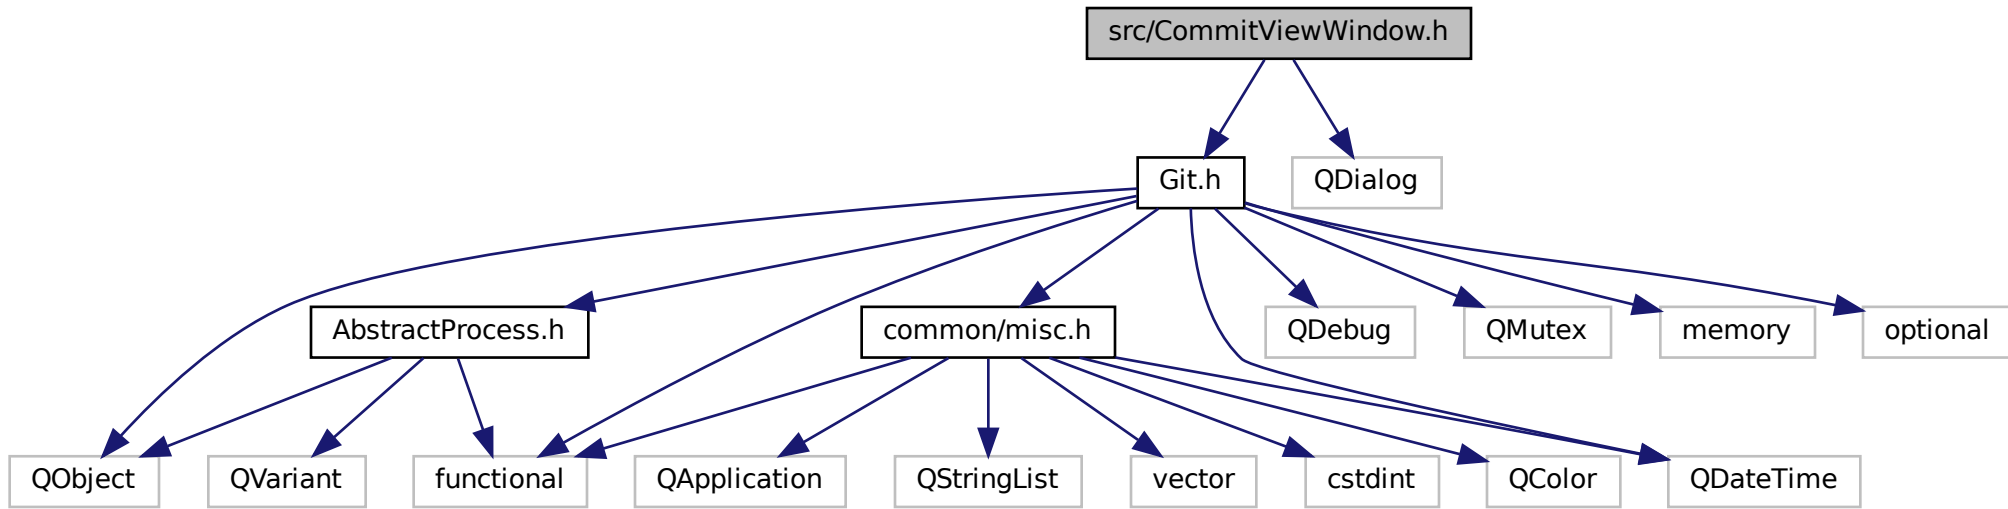 src/CommitViewWindow.h
Git.h
QDialog
AbstractProcess.h
common/misc.h
QDebug
QMutex
memory
optional
QObject
QVariant
functional
QApplication
QStringList
vector
cstdint
QColor
QDateTime